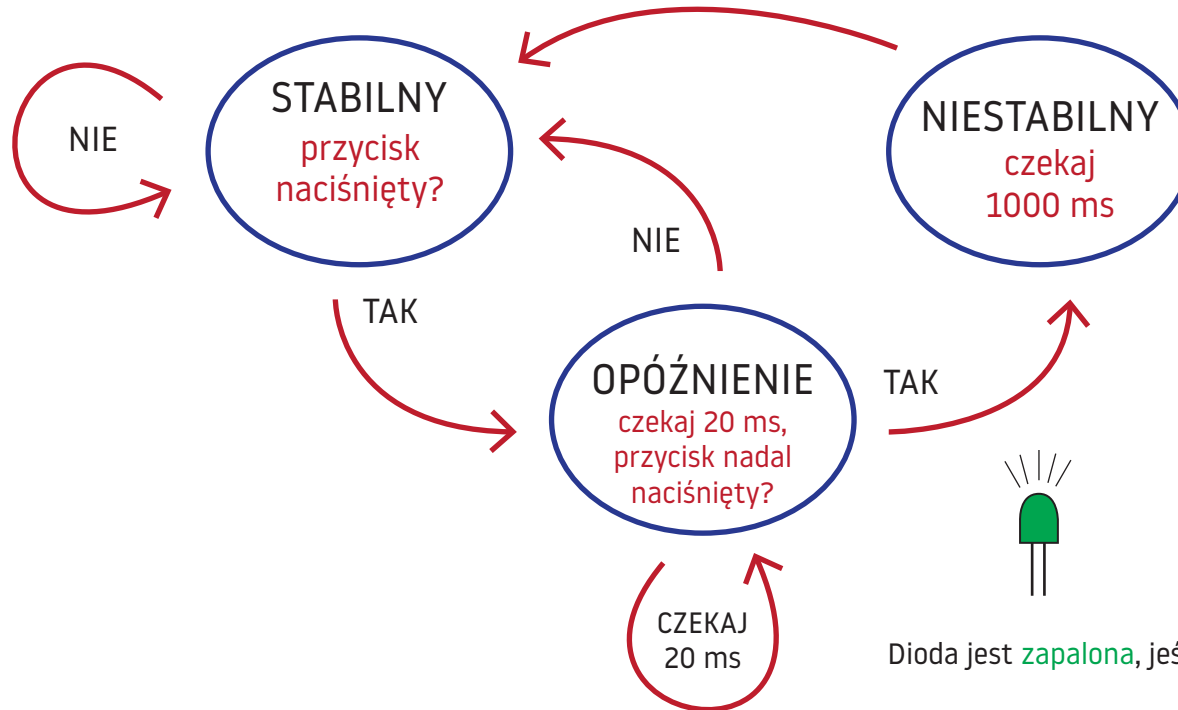 STABILNY
przycisk
naciśnięty?
NIE
NIESTABILNY
czekaj
1000 ms
NIE
TAK
OPÓŹNIENIE
czekaj 20 ms,
przycisk nadal
naciśnięty?
TAK
CZEKAJ
20 ms
Dioda jest zapalona,